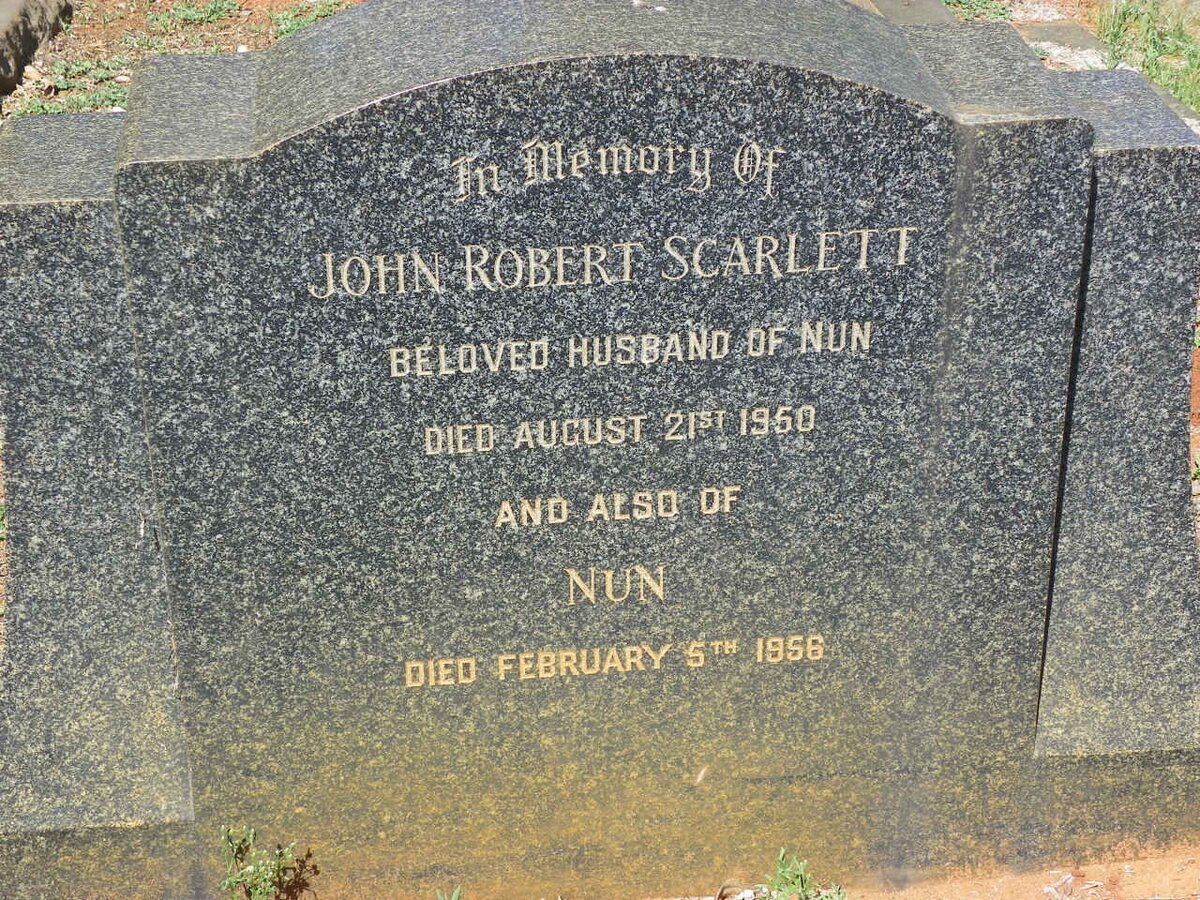 In Memory Of
JOHN ROBERT SCARLETT
BELOVED HUSBAND OF NUN
DIED AUGUST 21ST 1950
AND ALSO OF
NUN
DIED FEBRUARY 5TH 1956